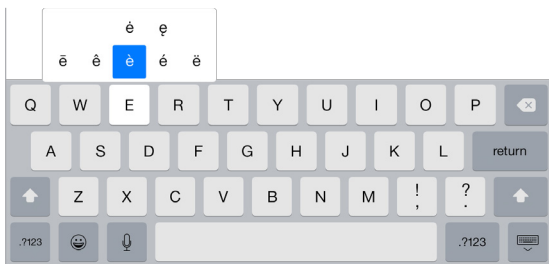 ė ę
ē ê è é ë
Q W E R T Y U I O P
A S D F G H J K L return
Z X C V B N M ! , ? .
.?123 .?123